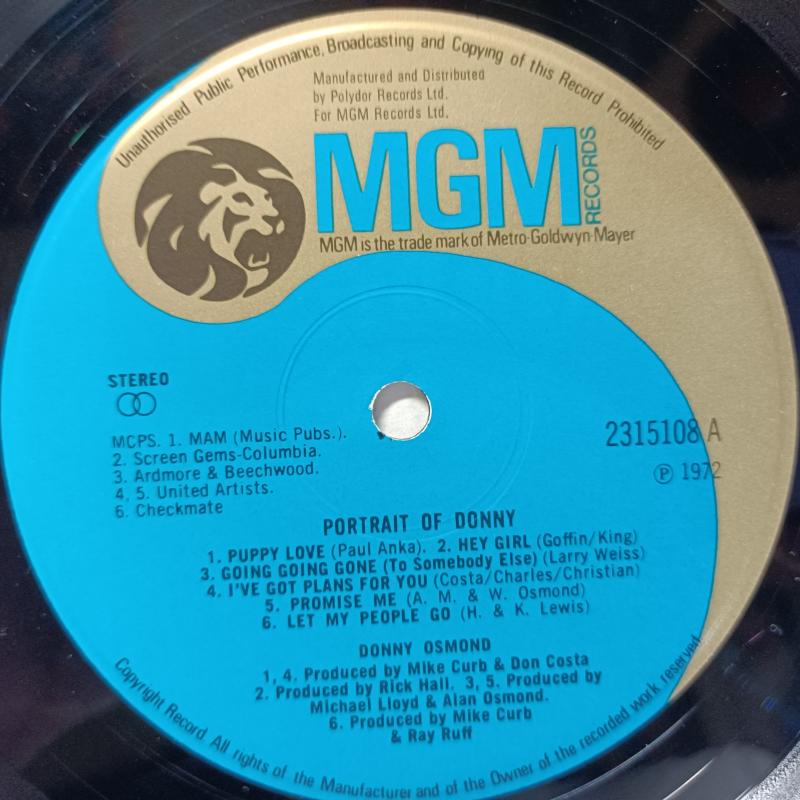 Unauthorised Public Performance, Broadcasting and Copying of this Record Prohibited
Manufactured and Distributed
by Polydor Records Ltd.
For MGM Records Ltd.
MGM
RECORDS
MGM is the trade mark of Metro-Goldwyn-Mayer
STEREO
MCPS. 1. MAM (Music Pubs.).
2. Screen Gems-Columbia.
3. Ardmore & Beechwood.
4, 5. United Artists.
6. Checkmate
2315108 A
℗ 1972
PORTRAIT OF DONNY
1. PUPPY LOVE (Paul Anka). 2. HEY GIRL (Goffin/King)
3. GOING GOING GONE (To Somebody Else) (Larry Weiss)
4. I'VE GOT PLANS FOR YOU (Costa/Charles/Christian)
5. PROMISE ME (A. M. & W. Osmond)
6. LET MY PEOPLE GO (H. & K. Lewis)
DONNY OSMOND
1, 4. Produced by Mike Curb & Don Costa
2. Produced by Rick Hall. 3, 5. Produced by
Michael Lloyd & Alan Osmond.
6. Produced by Mike Curb
& Ray Ruff
Copyright Record. All rights of the Manufacturer and of the Owner of the recorded work reserved